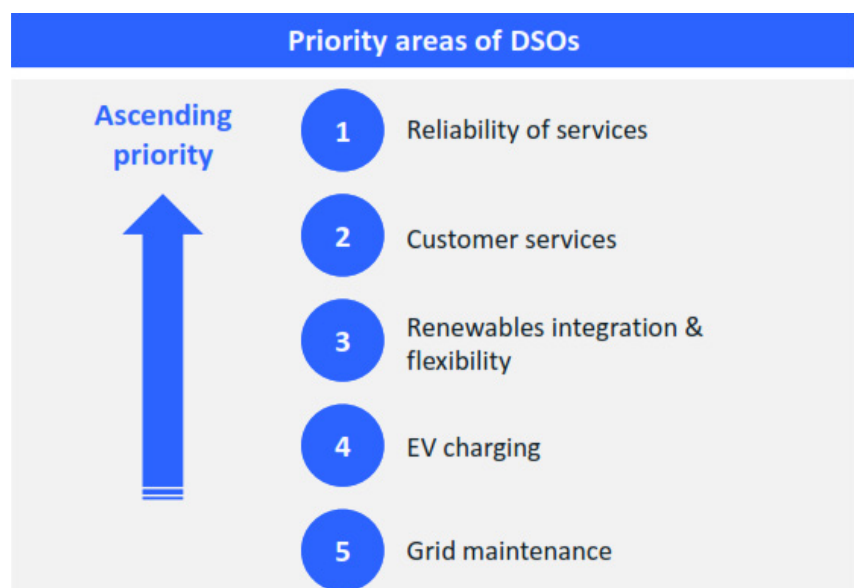 Priority areas of DSOs
Ascending
priority
1
Reliability of services
2
Customer services
3
Renewables integration &
flexibility
4
EV charging
5
Grid maintenance